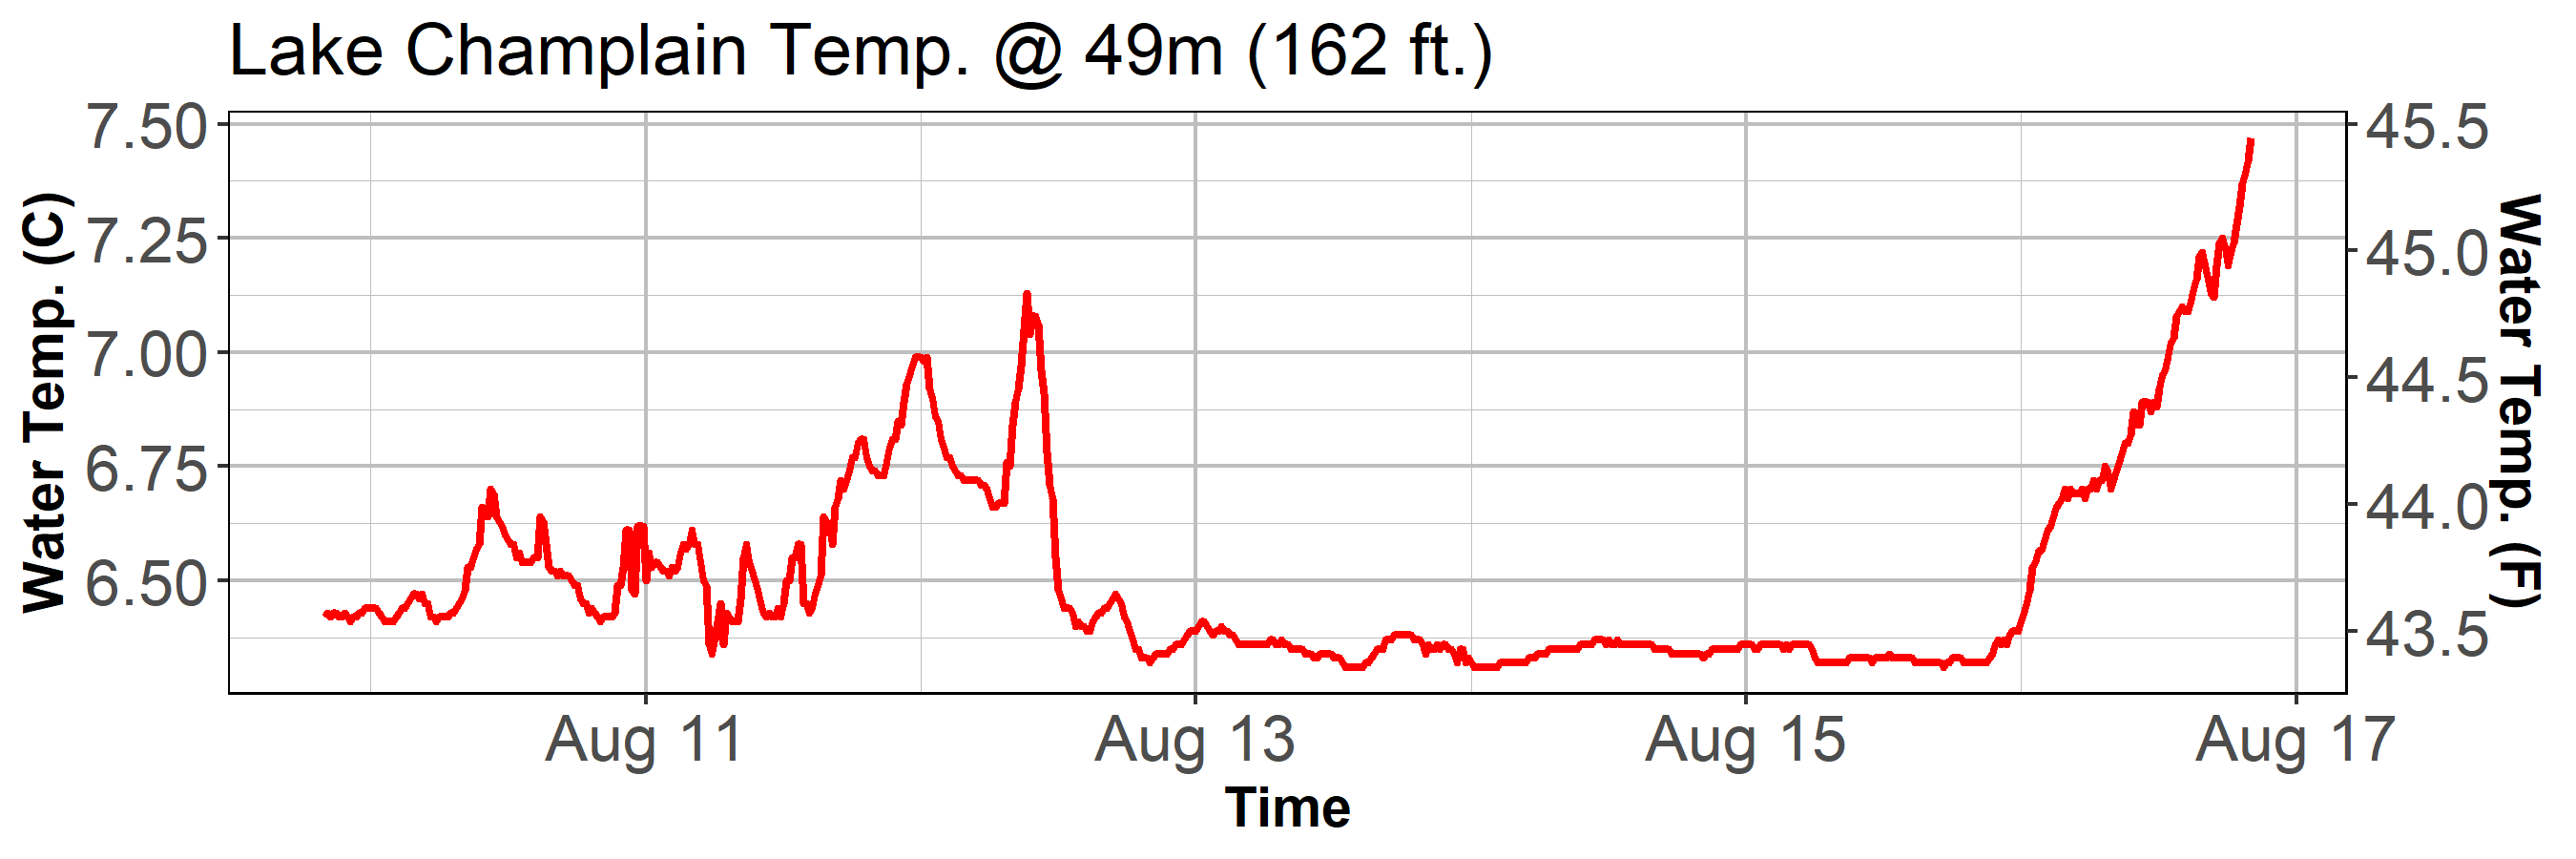 Lake Champlain Temp. @ 49m (162 ft.)
Water Temp. (C)
7.50
7.25
7.00
6.75
6.50
45.5
45.0
44.5
44.0
43.5
Water Temp. (F)
Aug 11 Aug 13 Aug 15 Aug 17
Time